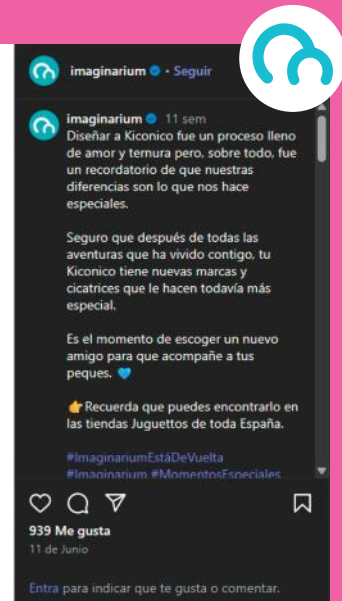 imaginarium • Seguir
imaginarium 11 sem
Diseñar a Kiconico fue un proceso lleno
de amor y ternura pero, sobre todo, fue
un recordatorio de que nuestras
diferencias son lo que nos hace
especiales.
Seguro que después de todas las
aventuras que ha vivido contigo, tu
Kiconico tiene nuevas marcas y
cicatrices que le hacen todavía más
especial.
Es el momento de escoger un nuevo
amigo para que acompañe a tus
peques. 💙
👉Recuerda que puedes encontrarlo en
las tiendas Juguettos de toda España.
#ImaginariumEstáDeVuelta
#Imaginarium #MomentosEspeciales
939 Me gusta
11 de Junio
Entra para indicar que te gusta o comentar.